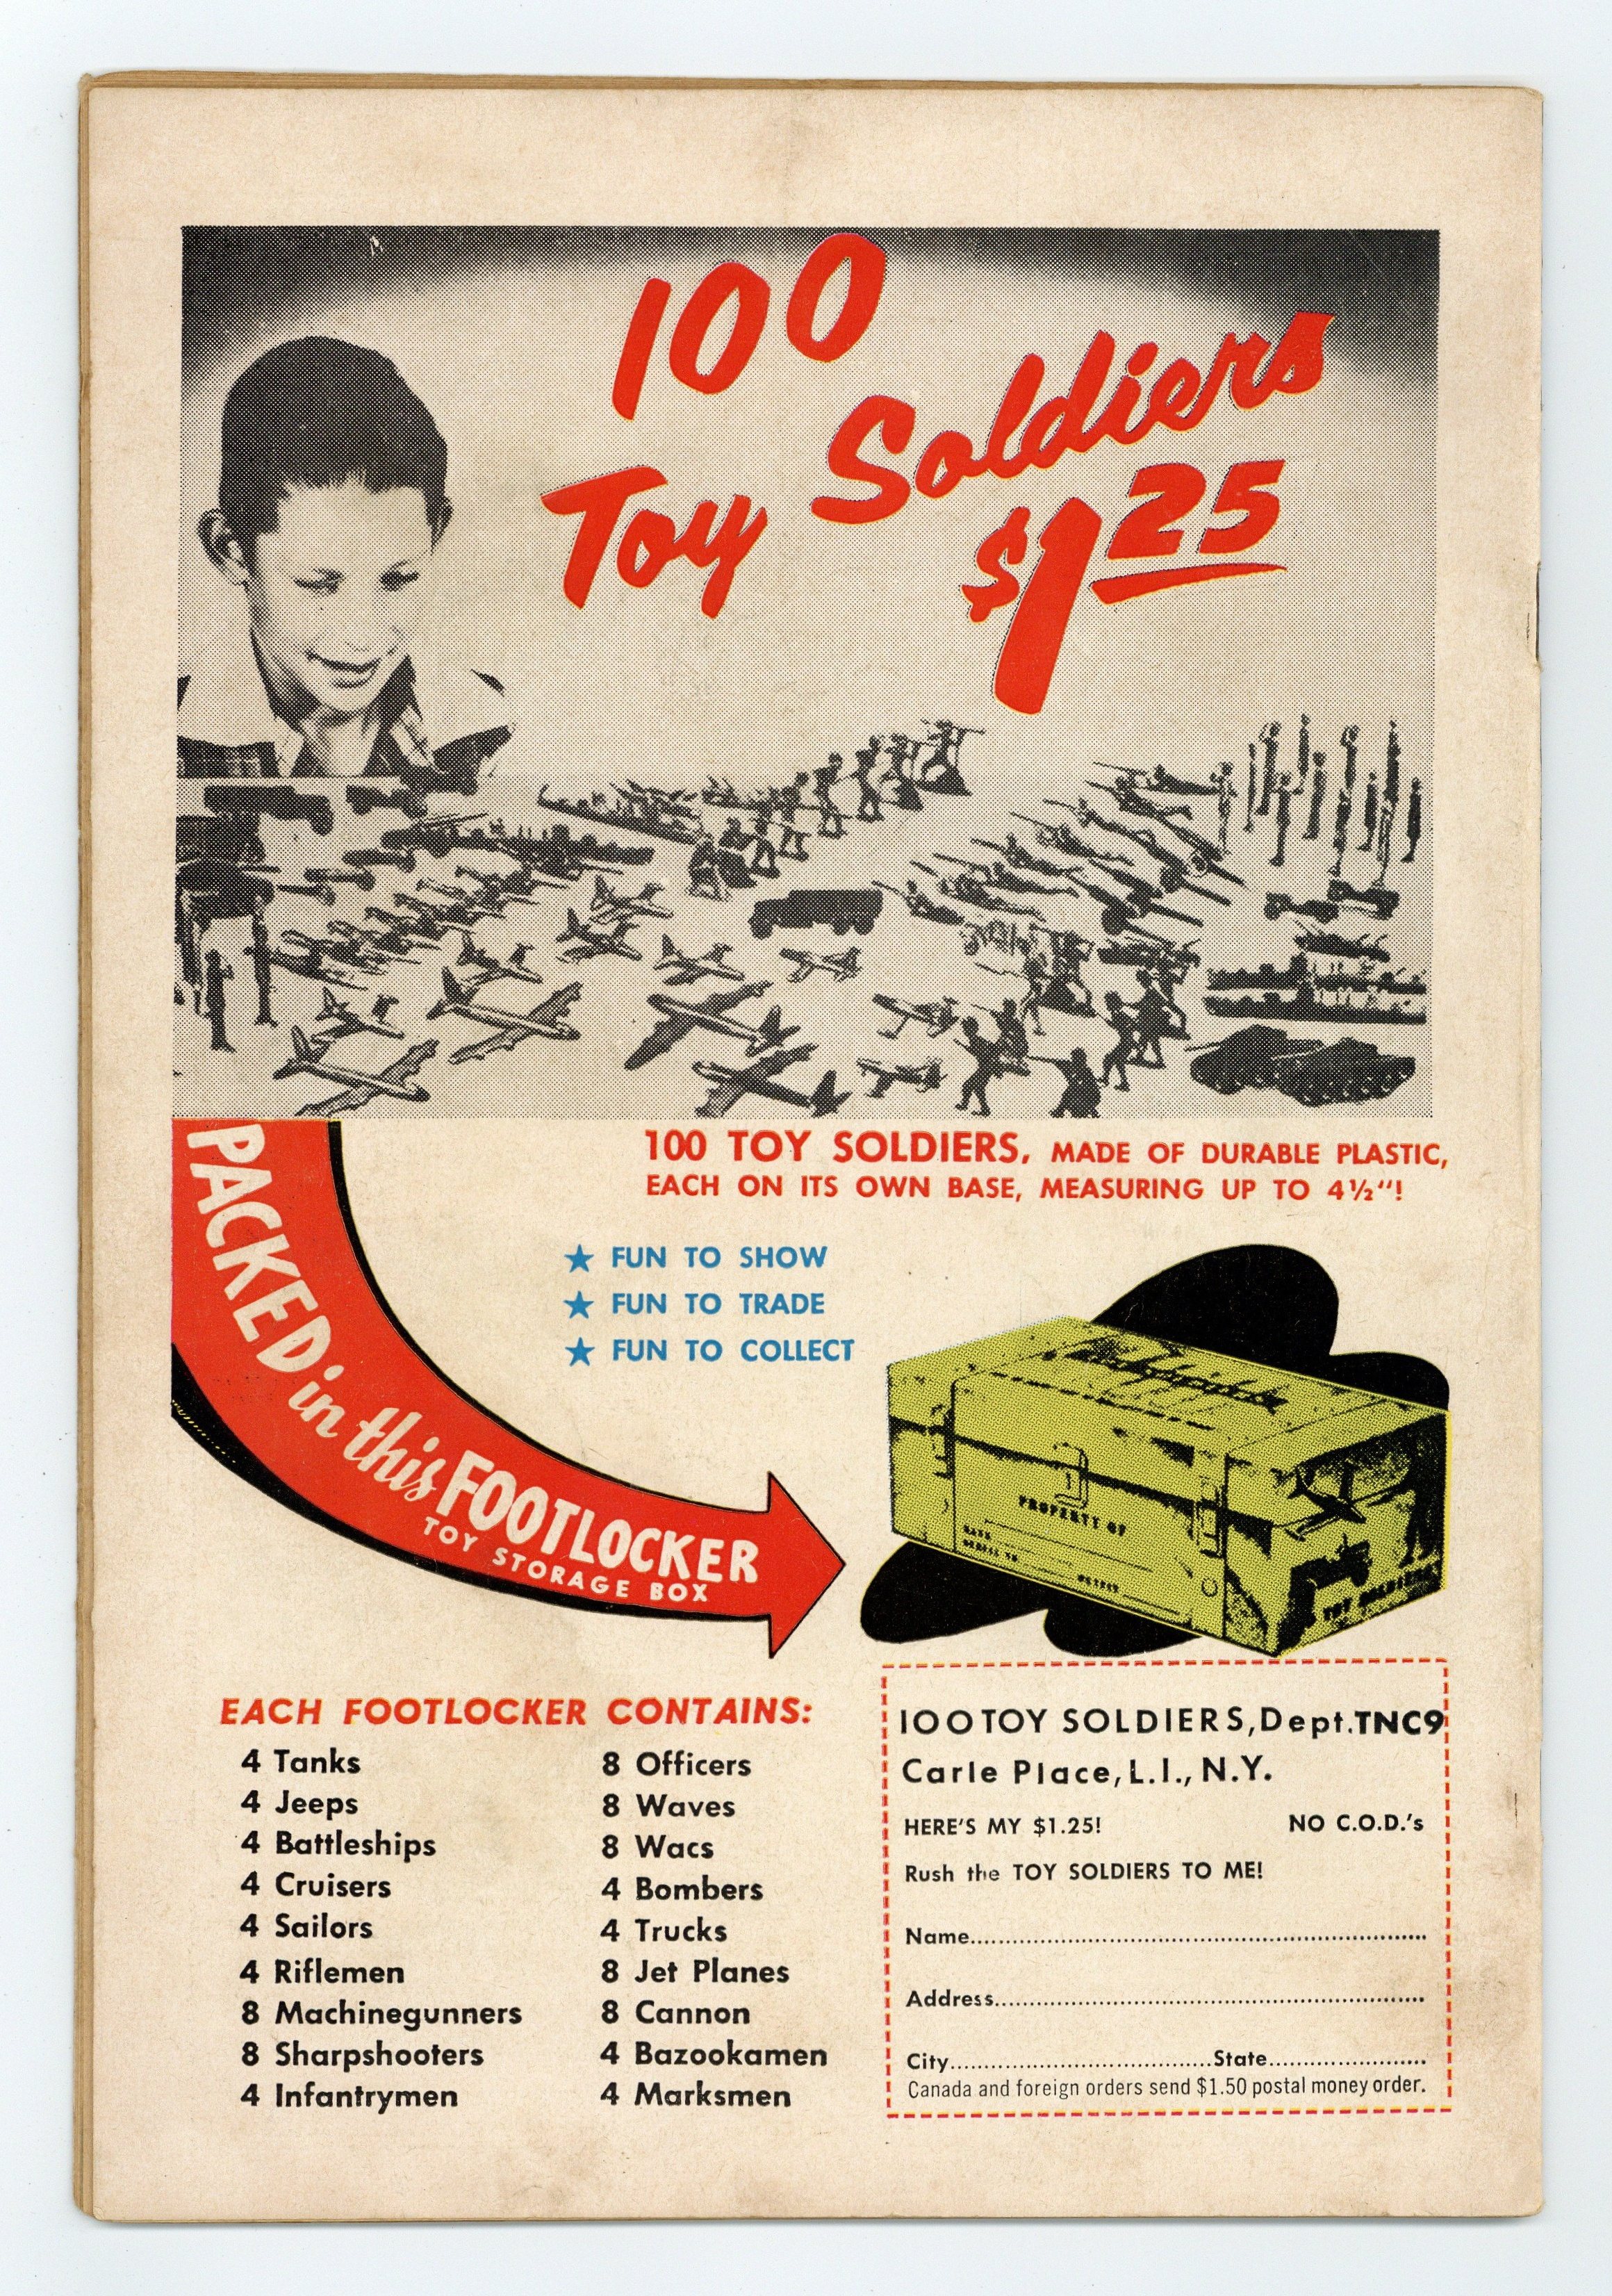 100
Toy Soldiers
$1 25
100 TOY SOLDIERS, MADE OF DURABLE PLASTIC,
EACH ON ITS OWN BASE, MEASURING UP TO 4½"!
PACKED in this FOOTLOCKER
TOY STORAGE BOX
★ FUN TO SHOW
★ FUN TO TRADE
★ FUN TO COLLECT
PROPERTY OF
TOY SOLDIERS
EACH FOOTLOCKER CONTAINS:
4 Tanks
4 Jeeps
4 Battleships
4 Cruisers
4 Sailors
4 Riflemen
8 Machinegunners
8 Sharpshooters
4 Infantrymen
8 Officers
8 Waves
8 Wacs
4 Bombers
4 Trucks
8 Jet Planes
8 Cannon
4 Bazookamen
4 Marksmen
100 TOY SOLDIERS, Dept. TNC9
Carle Place, L.I., N.Y.
HERE'S MY $1.25! NO C.O.D.'s
Rush the TOY SOLDIERS TO ME!
Name
Address
City State
Canada and foreign orders send $1.50 postal money order.